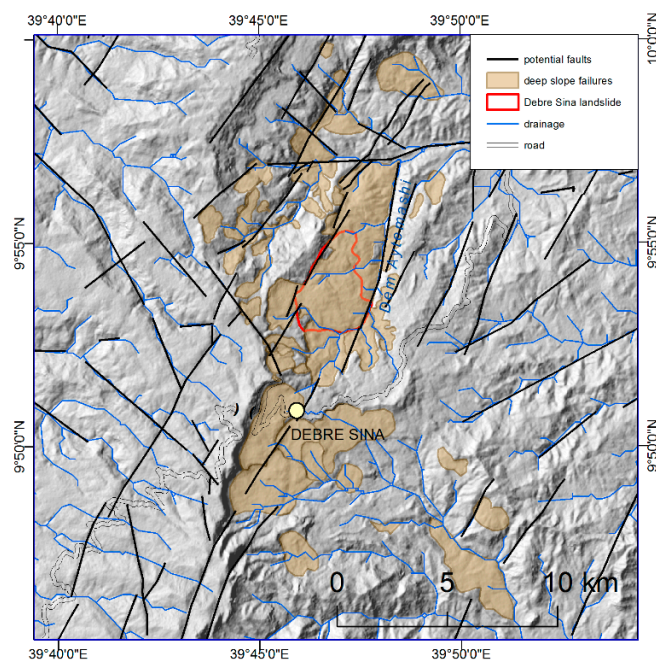 39°40'0"E 39°45'0"E 39°50'0"E
10°0'0"N
potential faults
deep slope failures
Debre Sina landslide
drainage
road
9°55'0"N 9°55'0"N
Dem Aytemashi
DEBRE SINA
9°50'0"N 9°50'0"N
0 5 10 km
39°40'0"E 39°45'0"E 39°50'0"E